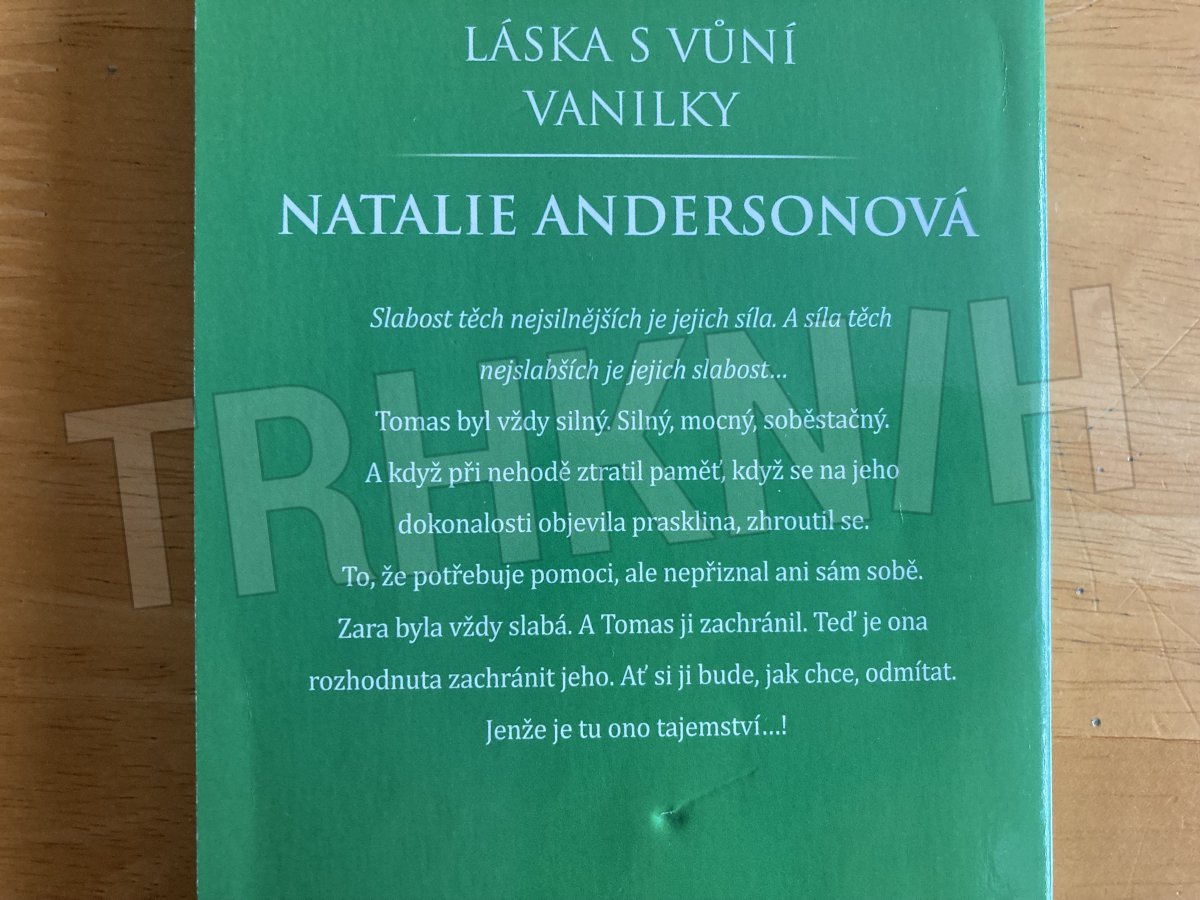 LÁSKA S VŮNÍ
VANILKY
NATALIE ANDERSONOVÁ
Slabost těch nejsilnějších je jejich síla. A síla těch
nejslabších je jejich slabost...
Tomas byl vždy silný. Silný, mocný, soběstačný.
A když při nehodě ztratil paměť, když se na jeho
dokonalosti objevila prasklina, zhroutil se.
To, že potřebuje pomoci, ale nepřiznal ani sám sobě.
Zara byla vždy slabá. A Tomas ji zachránil. Teď je ona
rozhodnuta zachránit jeho. Ať si ji bude, jak chce, odmítat.
Jenže je tu ono tajemství...!
TRHKNIH